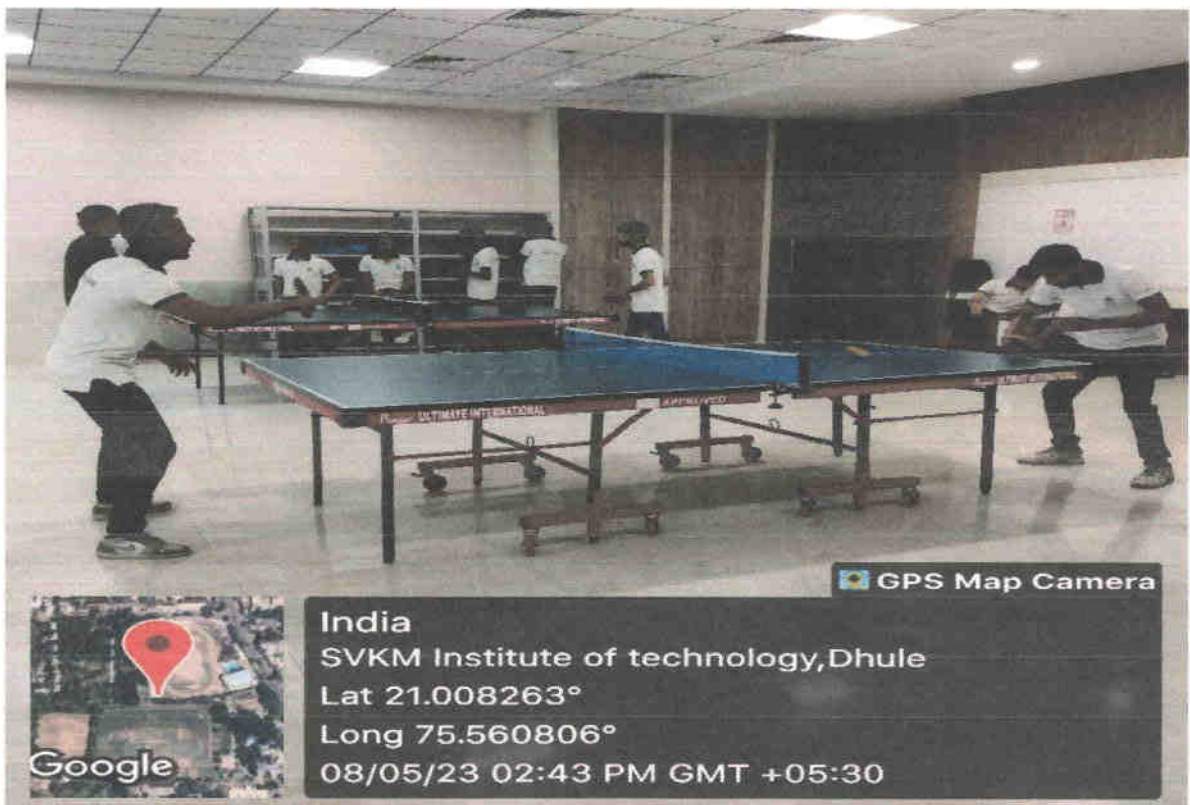 ULTIMATE INTERNATIONAL
APPROVED
GPS Map Camera
India
SVKM Institute of technology,Dhule
Lat 21.008263°
Long 75.560806°
08/05/23 02:43 PM GMT +05:30
Google